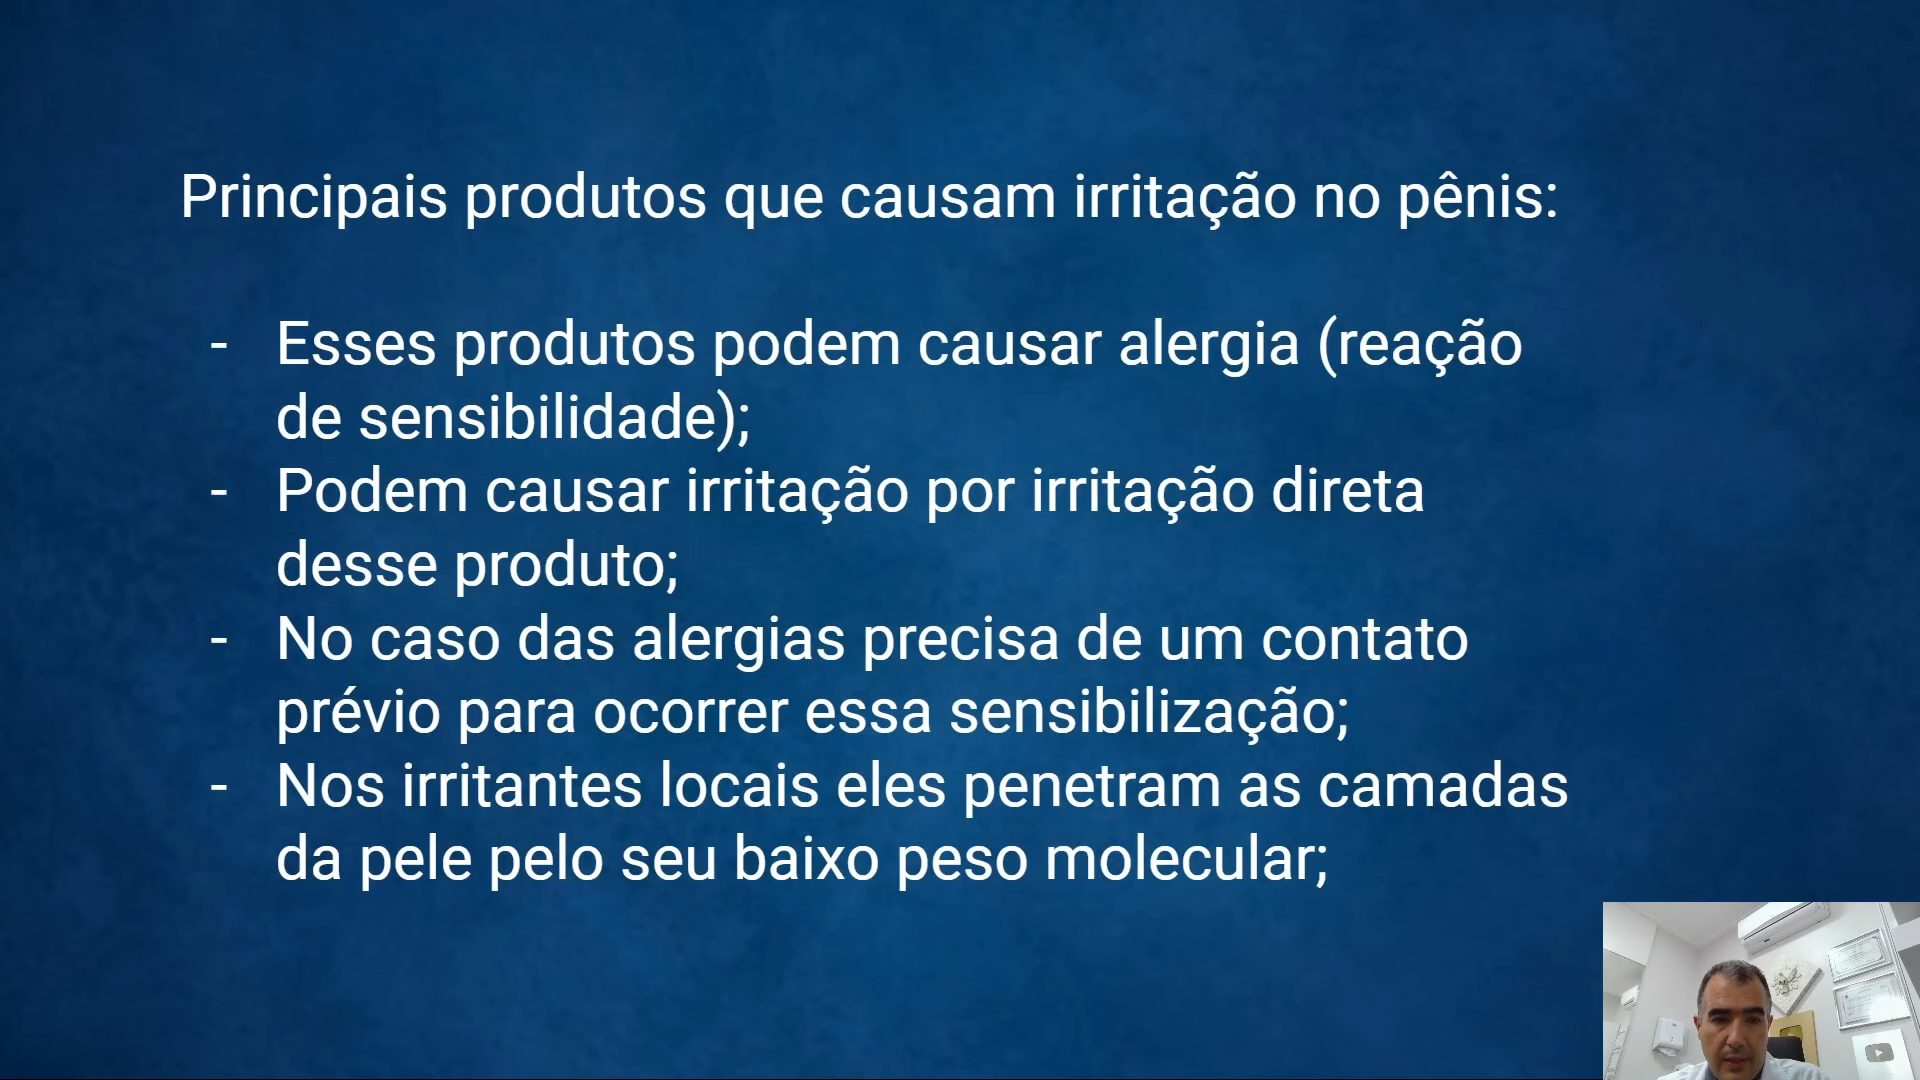 Principais produtos que causam irritação no pênis:
- Esses produtos podem causar alergia (reação
de sensibilidade);
- Podem causar irritação por irritação direta
desse produto;
- No caso das alergias precisa de um contato
prévio para ocorrer essa sensibilização;
- Nos irritantes locais eles penetram as camadas
da pele pelo seu baixo peso molecular;